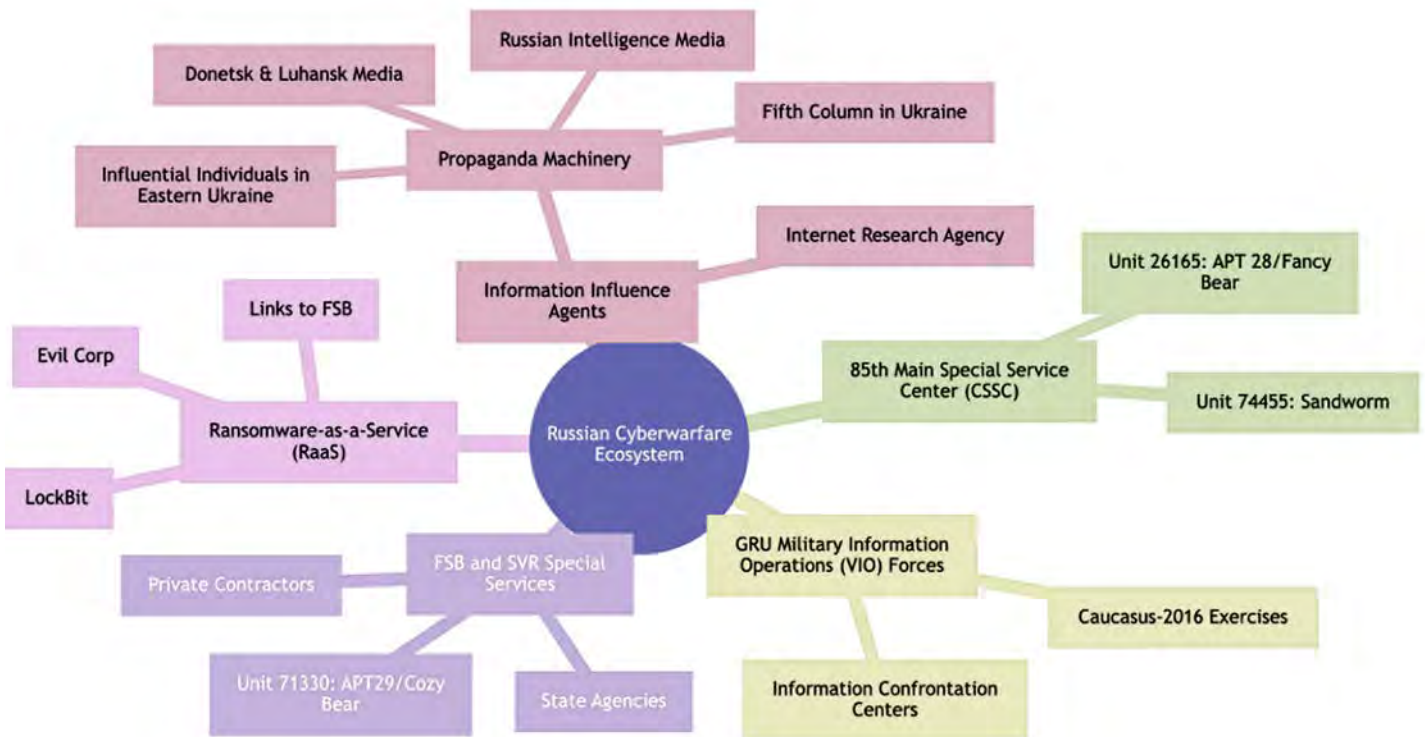 Russian Intelligence Media
Donetsk & Luhansk Media
Fifth Column in Ukraine
Propaganda Machinery
Influential Individuals in
Eastern Ukraine
Internet Research Agency
Information Influence
Agents
Unit 26165: APT 28/Fancy
Bear
Links to FSB
Evil Corp
85th Main Special Service
Center (CSSC)
Unit 74455: Sandworm
Ransomware-as-a-Service
(RaaS)
Russian Cyberwarfare
Ecosystem
LockBit
GRU Military Information
Operations (VIO) Forces
FSB and SVR Special
Services
Private Contractors
Caucasus-2016 Exercises
Unit 71330: APT29/Cozy
Bear
State Agencies
Information Confrontation
Centers